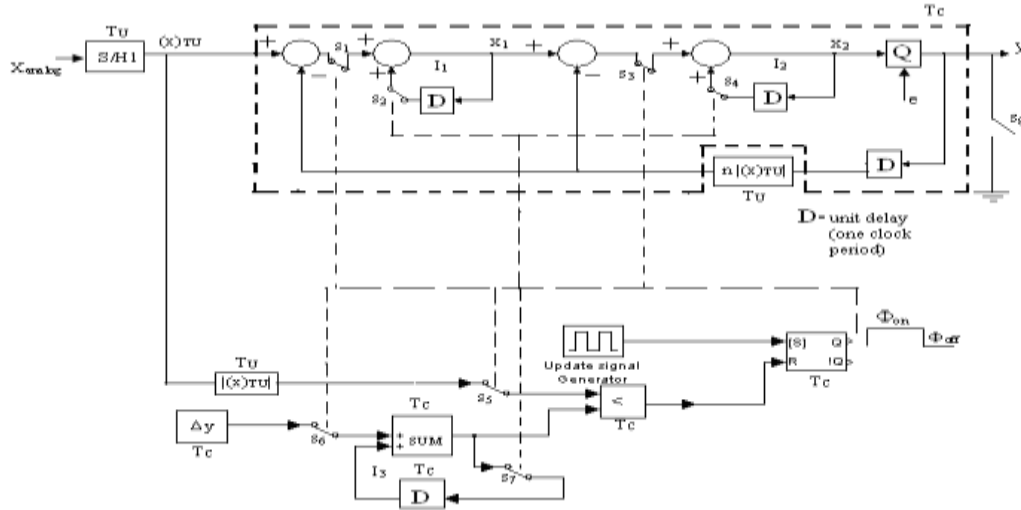 Tc
TU
(X)TU
S/H1
Xanalog
+
−
S1
+
+
X1
I1
S2
D
+
−
S3
+
+
X2
I2
S4
D
Q
e
y
D
n|(X)TU|
TU
D= unit delay
(one clock
period)
Φon
Φoff
[S] Q
R !Q
Tc
Update signal
Generator
TU
|(X)TU|
S5
<
Tc
Δy
Tc
S6
Tc
+
+
SUM
I3
Tc
D
S7